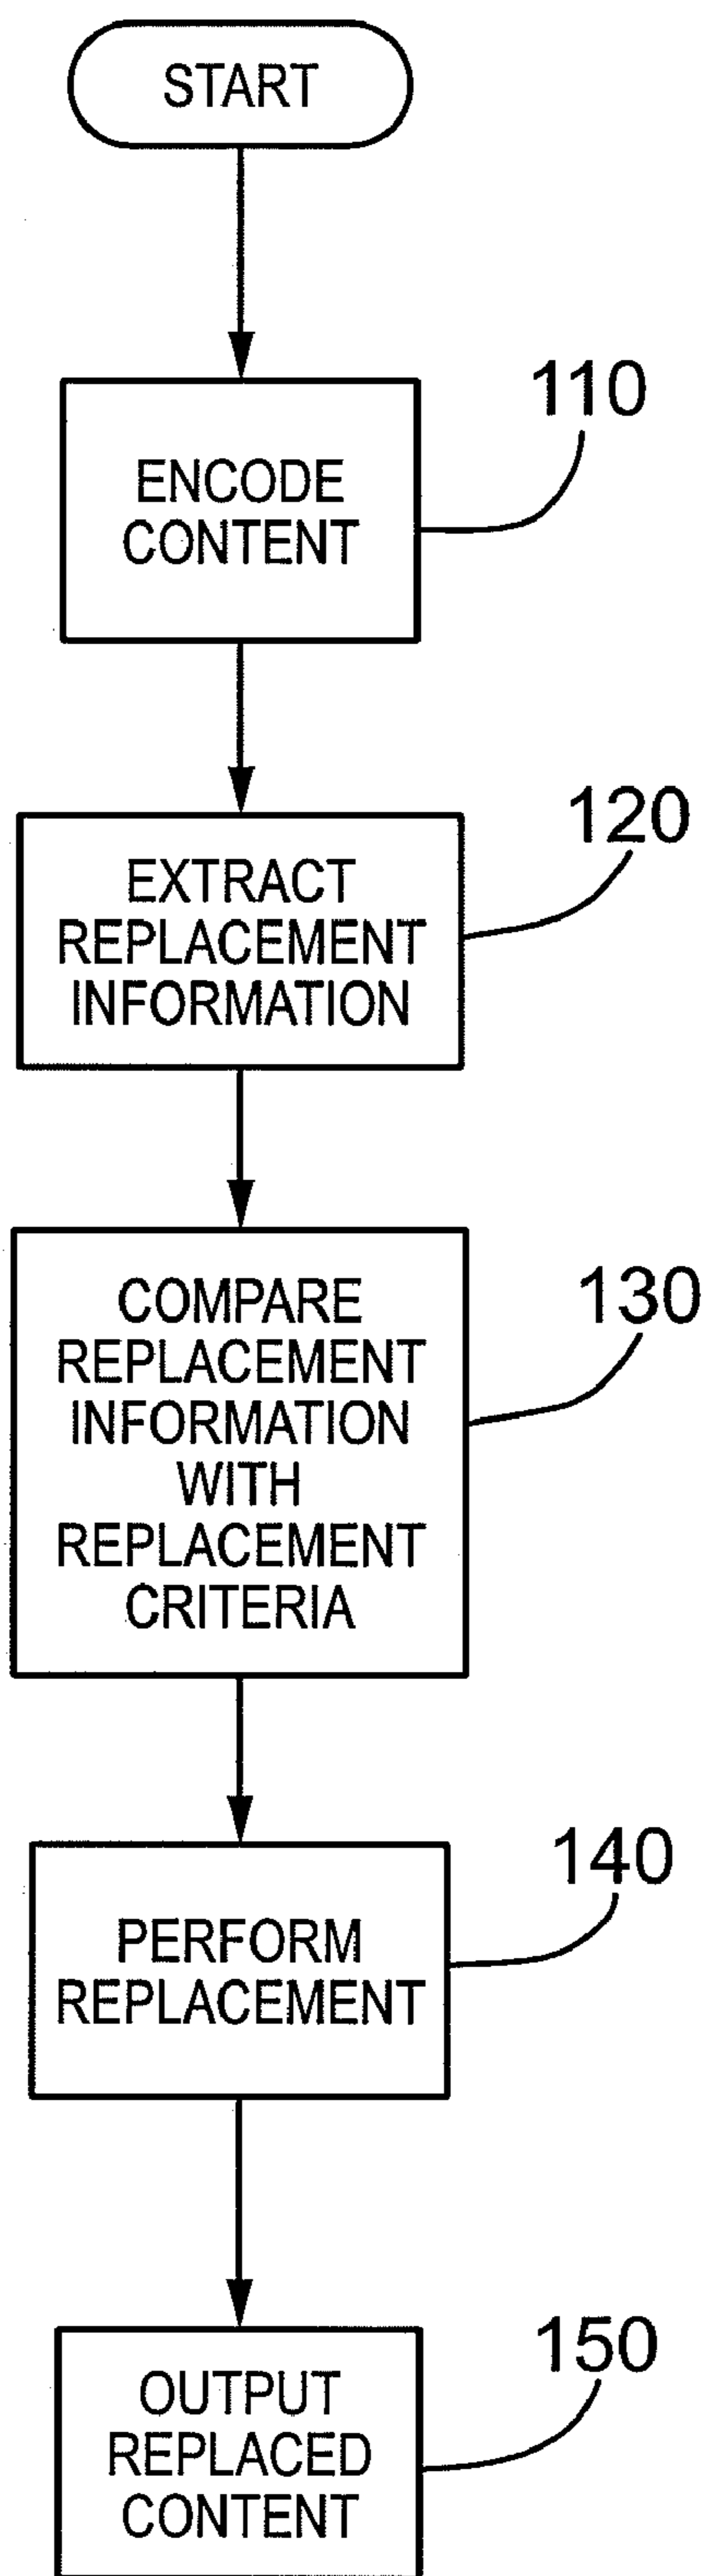 START
110
ENCODE
CONTENT
120
EXTRACT
REPLACEMENT
INFORMATION
130
COMPARE
REPLACEMENT
INFORMATION
WITH
REPLACEMENT
CRITERIA
140
PERFORM
REPLACEMENT
150
OUTPUT
REPLACED
CONTENT